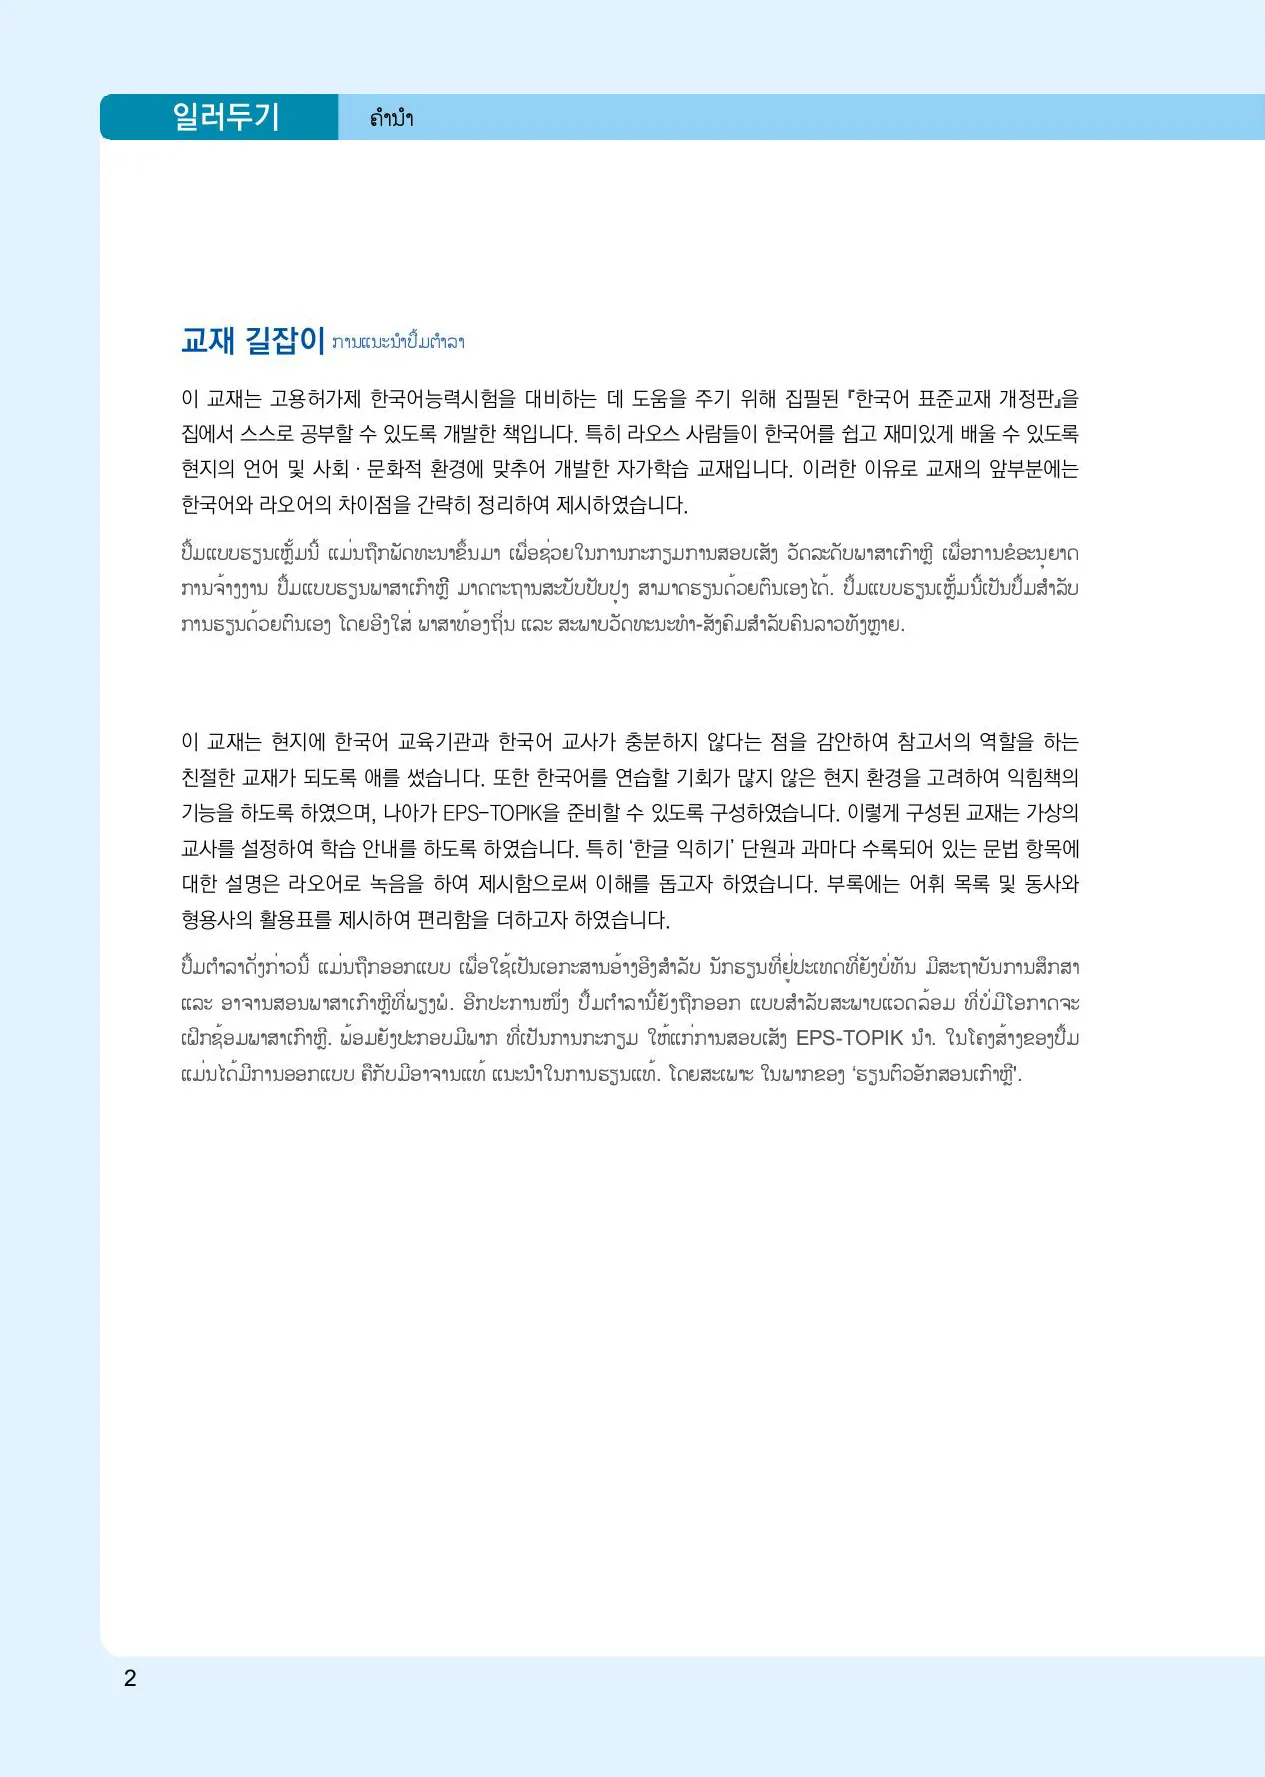 일러두기 ຄຳນຳ
교재 길잡이 ການແນະນຳປຶ້ມຕຳລາ
이 교재는 고용허가제 한국어능력시험을 대비하는 데 도움을 주기 위해 집필된 『한국어 표준교재 개정판』을
집에서 스스로 공부할 수 있도록 개발한 책입니다. 특히 라오스 사람들이 한국어를 쉽고 재미있게 배울 수 있도록
현지의 언어 및 사회·문화적 환경에 맞추어 개발한 자가학습 교재입니다. 이러한 이유로 교재의 앞부분에는
한국어와 라오어의 차이점을 간략히 정리하여 제시하였습니다.
ປຶ້ມແບບຮຽນເຫຼັ້ມນີ້ ແມ່ນຖືກພັດທະນາຂຶ້ນມາ ເພື່ອຊ່ວຍໃນການກະກຽມການສອບເສັງ ວັດລະດັບພາສາເກົາຫຼີ ເພື່ອການຂໍອະນຸຍາດ
ການຈ້າງງານ ປຶ້ມແບບຮຽນພາສາເກົາຫຼີ ມາດຕະຖານສະບັບປັບປຸງ ສາມາດຮຽນດ້ວຍຕົນເອງໄດ້. ປຶ້ມແບບຮຽນເຫຼັ້ມນີ້ເປັນປຶ້ມສຳລັບ
ການຮຽນດ້ວຍຕົນເອງ ໂດຍອີງໃສ່ ພາສາທ້ອງຖິ່ນ ແລະ ສະພາບວັດທະນະທຳ-ສັງຄົມສຳລັບຄົນລາວທັງຫຼາຍ.
이 교재는 현지에 한국어 교육기관과 한국어 교사가 충분하지 않다는 점을 감안하여 참고서의 역할을 하는
친절한 교재가 되도록 애를 썼습니다. 또한 한국어를 연습할 기회가 많지 않은 현지 환경을 고려하여 익힘책의
기능을 하도록 하였으며, 나아가 EPS-TOPIK을 준비할 수 있도록 구성하였습니다. 이렇게 구성된 교재는 가상의
교사를 설정하여 학습 안내를 하도록 하였습니다. 특히 ‘한글 익히기’ 단원과 과마다 수록되어 있는 문법 항목에
대한 설명은 라오어로 녹음을 하여 제시함으로써 이해를 돕고자 하였습니다. 부록에는 어휘 목록 및 동사와
형용사의 활용표를 제시하여 편리함을 더하고자 하였습니다.
ປຶ້ມຕຳລາດັ່ງກ່າວນີ້ ແມ່ນຖືກອອກແບບ ເພື່ອໃຊ້ເປັນເອກະສານອ້າງອີງສຳລັບ ນັກຮຽນທີ່ຢູ່ປະເທດທີ່ຍັງບໍ່ທັນ ມີສະຖາບັນການສຶກສາ
ແລະ ອາຈານສອນພາສາເກົາຫຼີທີ່ພຽງພໍ. ອີກປະການໜຶ່ງ ປຶ້ມຕຳລານີ້ຍັງຖືກອອກ ແບບສຳລັບສະພາບແວດລ້ອມ ທີ່ບໍ່ມີໂອກາດຈະ
ເຝິກຊ້ອມພາສາເກົາຫຼີ. ພ້ອມຍັງປະກອບມີພາກ ທີ່ເປັນການກະກຽມ ໃຫ້ແກ່ການສອບເສັງ EPS-TOPIK ນຳ. ໃນໂຄງສ້າງຂອງປຶ້ມ
ແມ່ນໄດ້ມີການອອກແບບ ຄືກັບມີອາຈານແທ້ ແນະນຳໃນການຮຽນແທ້. ໂດຍສະເພາະ ໃນພາກຂອງ ‘ຮຽນຕົວອັກສອນເກົາຫຼີ'.
2